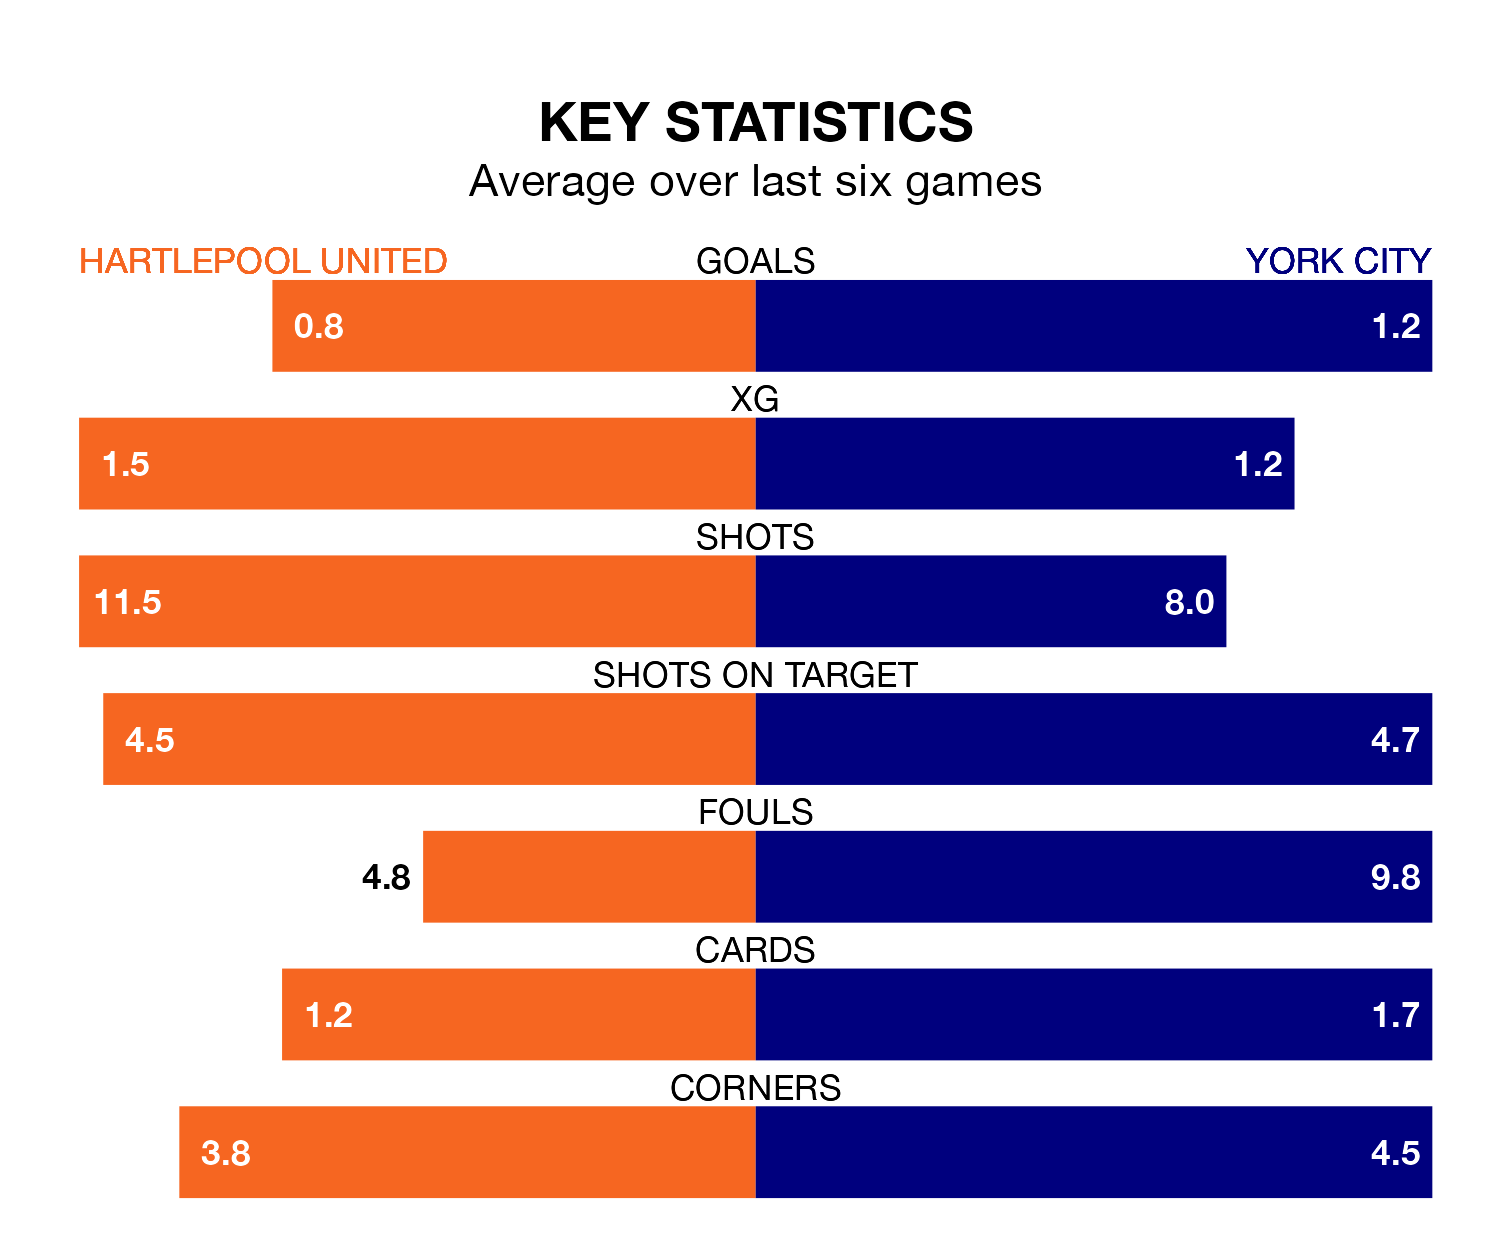 KEY STATISTICS
Average over last six games
HARTLEPOOL UNITED GOALS YORK CITY
0.8 1.2
XG
1.5 1.2
SHOTS
11.5 8.0
SHOTS ON TARGET
4.5 4.7
FOULS
4.8 9.8
CARDS
1.2 1.7
CORNERS
3.8 4.5